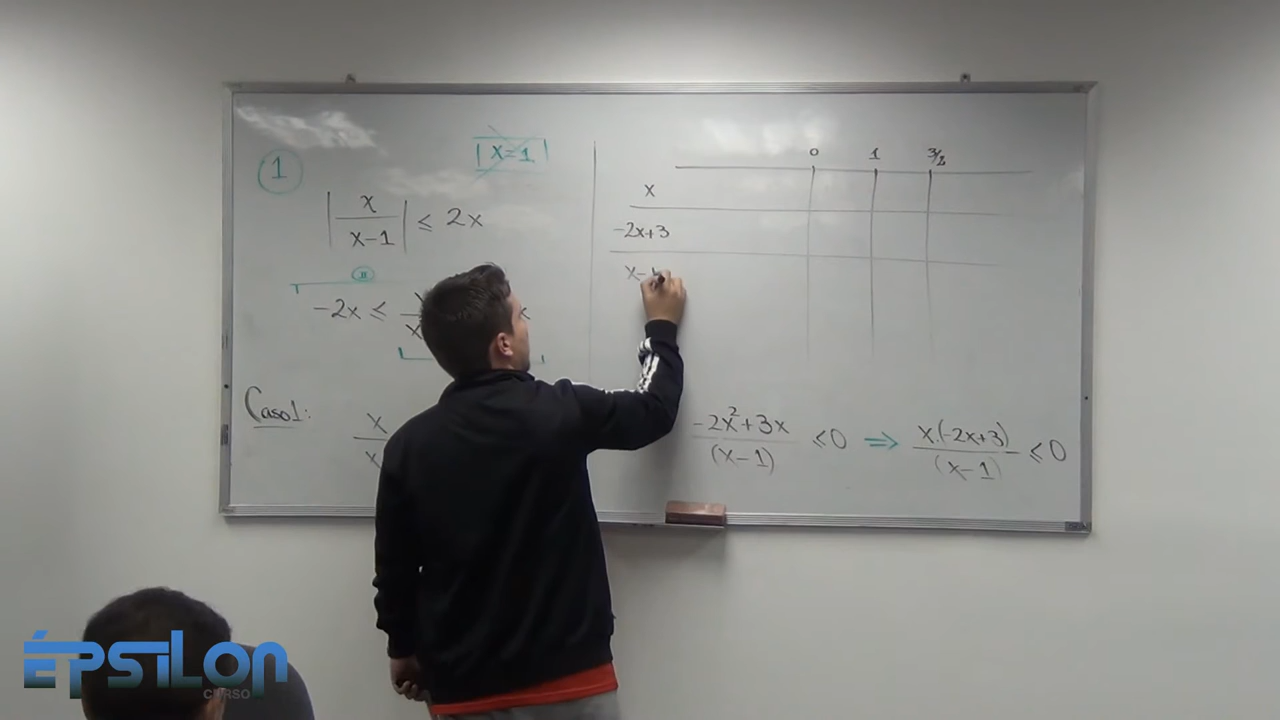 1
| X=1 |
| x / x-1 | ≤ 2x
II
-2x ≤
Caso1: x
0 1 3/2
x
-2x+3
x-
-2x²+3x / (x-1) ≤0 ⇒ x.(-2x+3) / (x-1) ≤0
ÉPSILON
CURSO